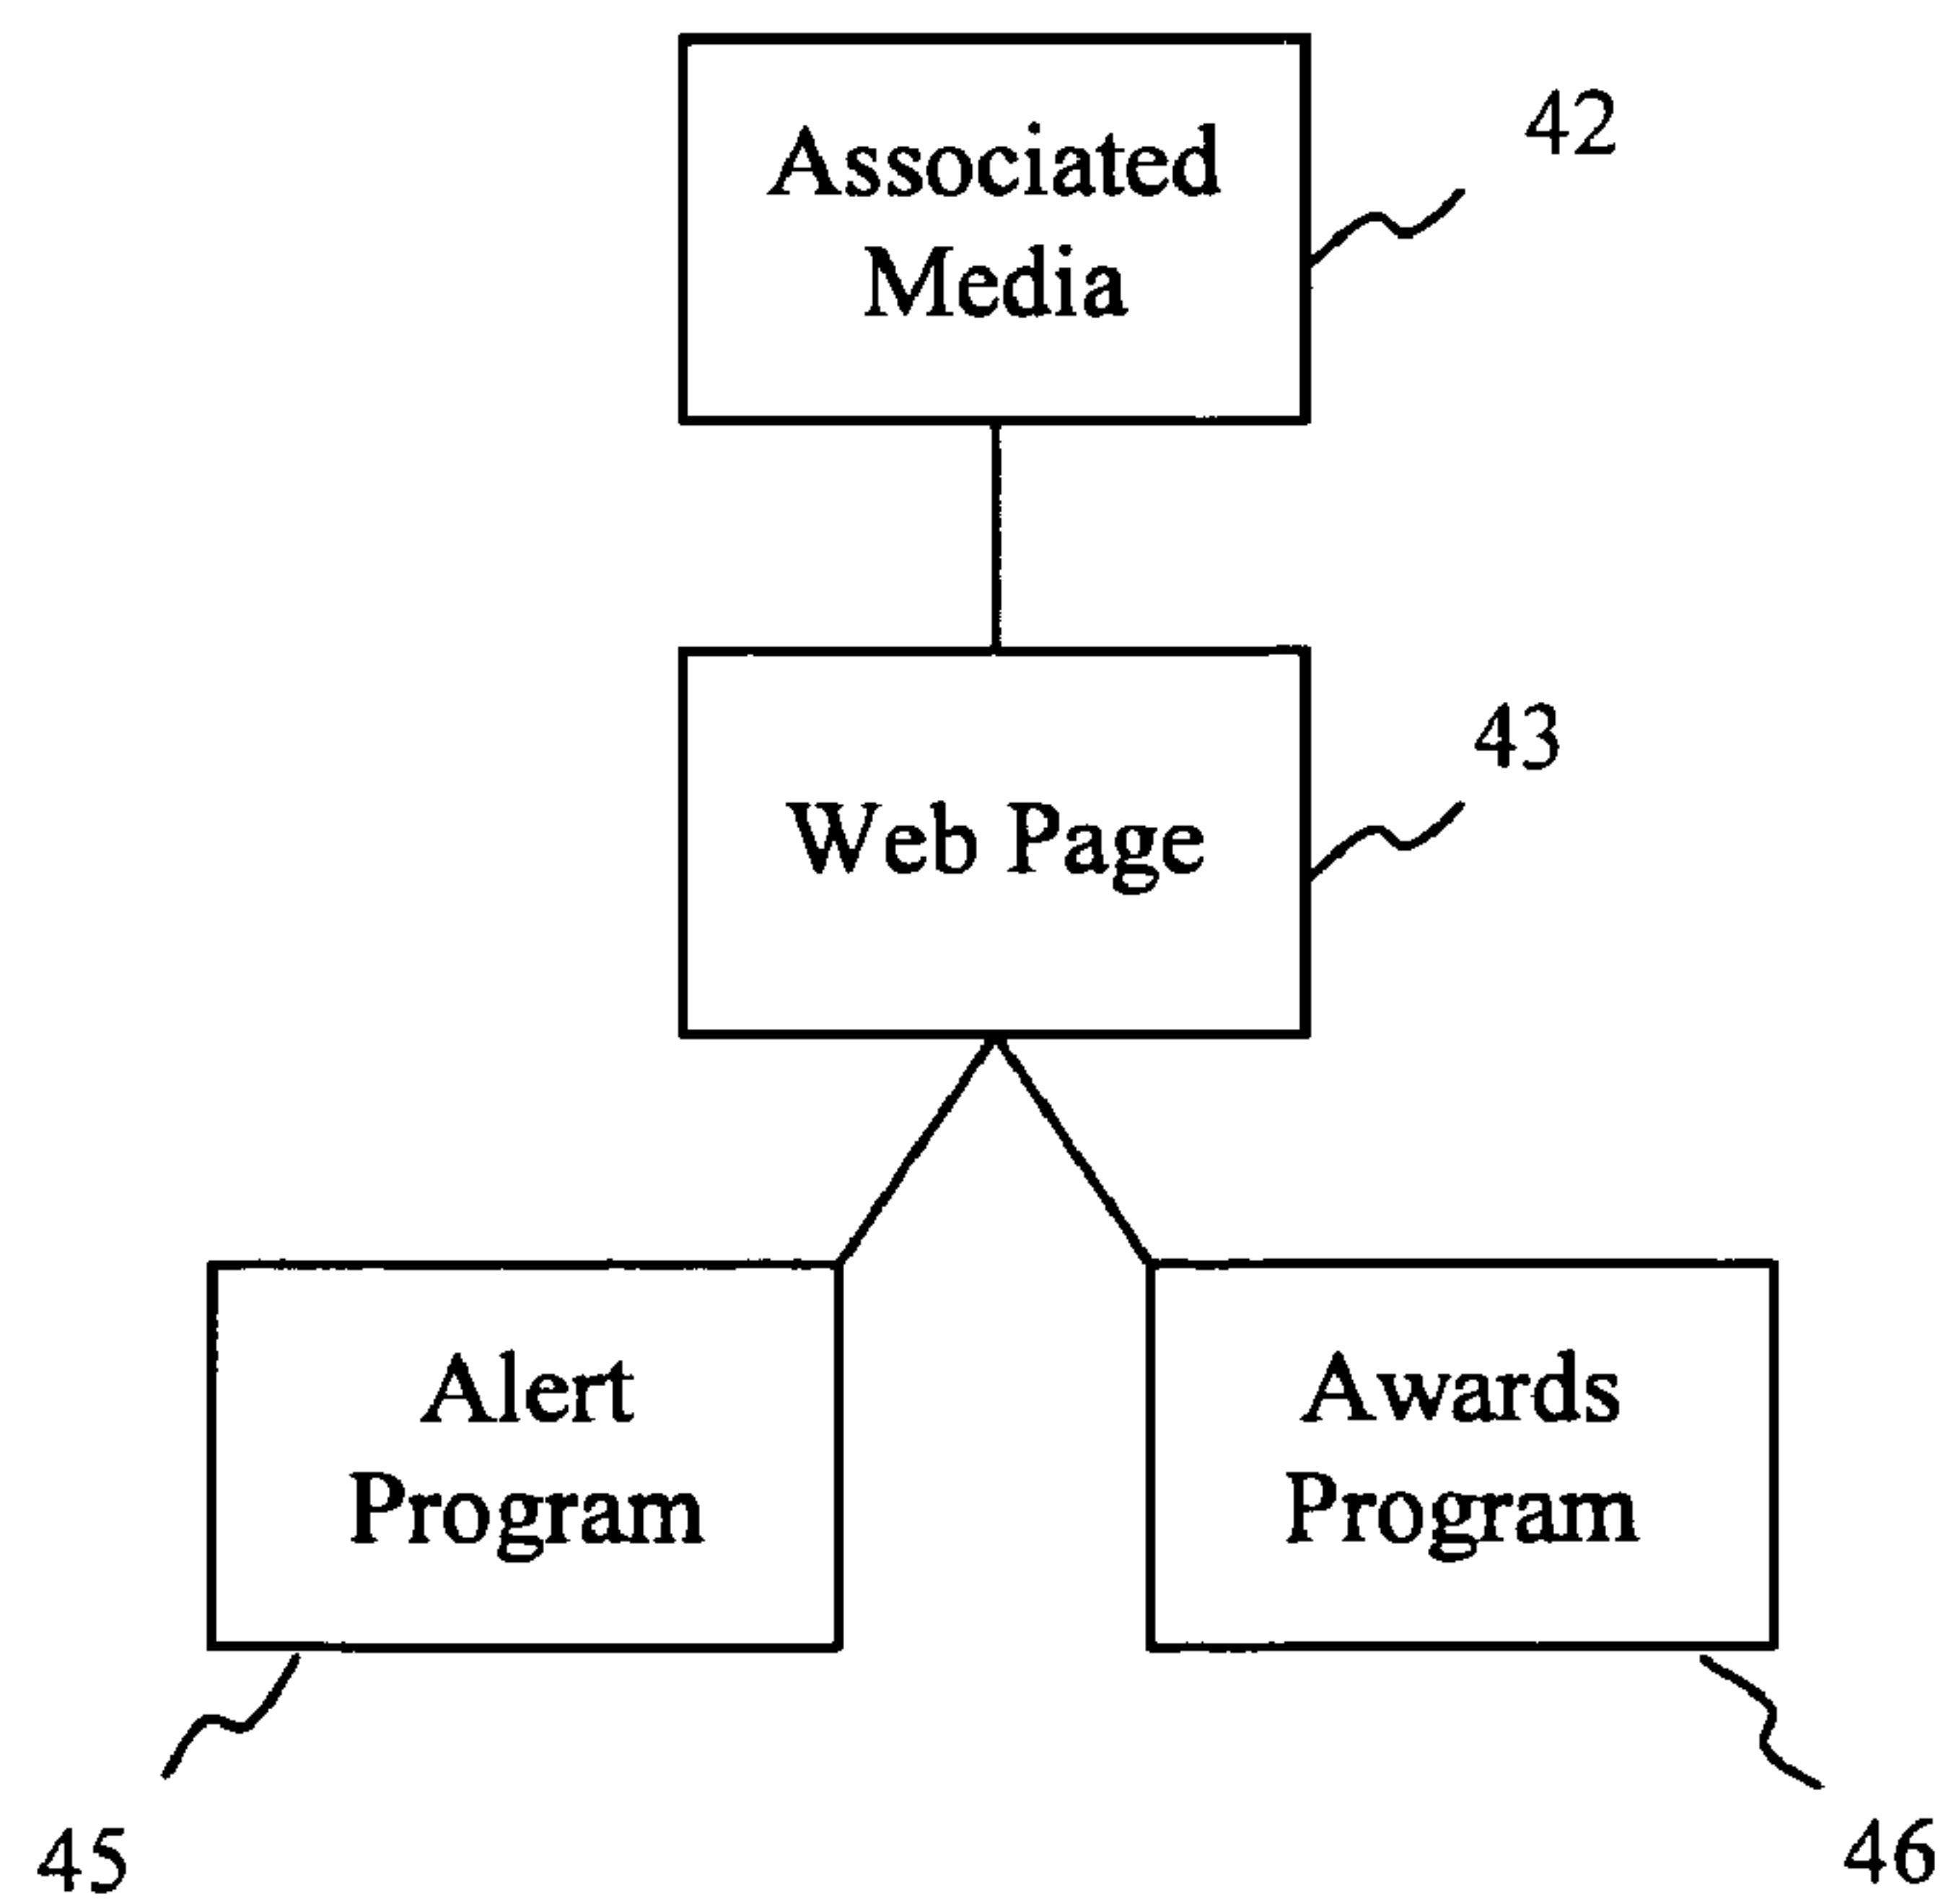 Associated
Media
42
Web Page
43
Alert
Program
Awards
Program
45
46